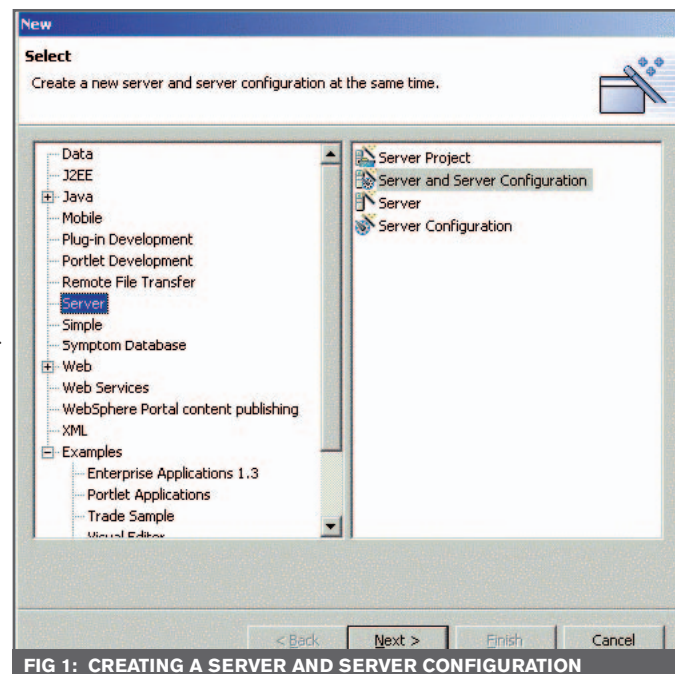 New
Select
Create a new server and server configuration at the same time.
Data
J2EE
Java
Mobile
Plug-in Development
Portlet Development
Remote File Transfer
Server
Simple
Symptom Database
Web
Web Services
WebSphere Portal content publishing
XML
Examples
Enterprise Applications 1.3
Portlet Applications
Trade Sample
Visual Editor
Server Project
Server and Server Configuration
Server
Server Configuration
< Back
Next >
Finish
Cancel
FIG 1: CREATING A SERVER AND SERVER CONFIGURATION